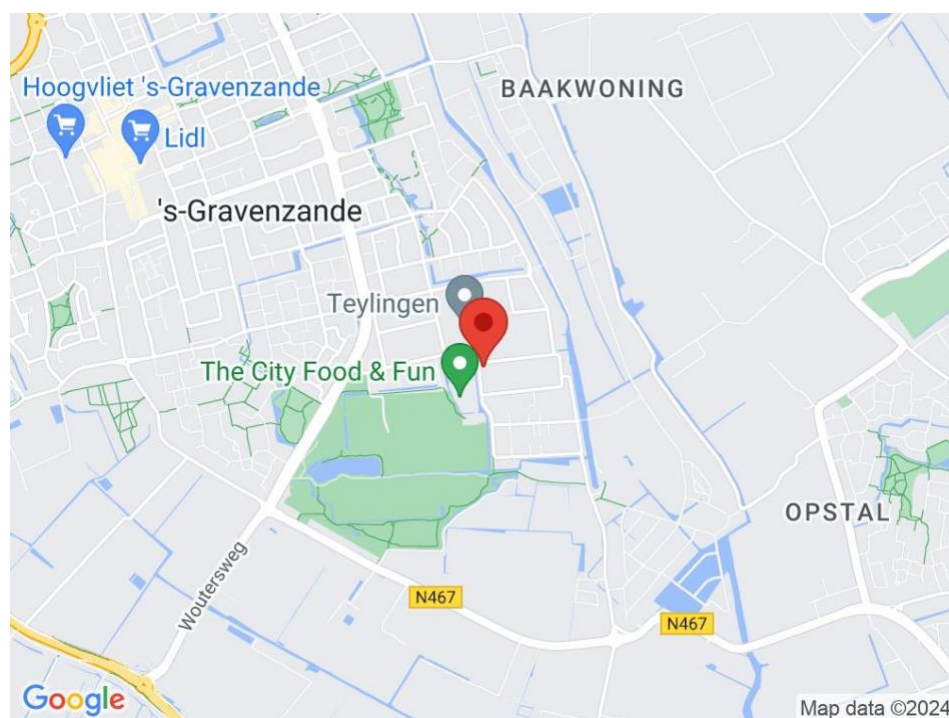 BAAKWONING
Hoogvliet 's-Gravenzande
Lidl
's-Gravenzande
Teylingen
The City Food & Fun
OPSTAL
Woutersweg
N467
N467
Google
Map data ©2024